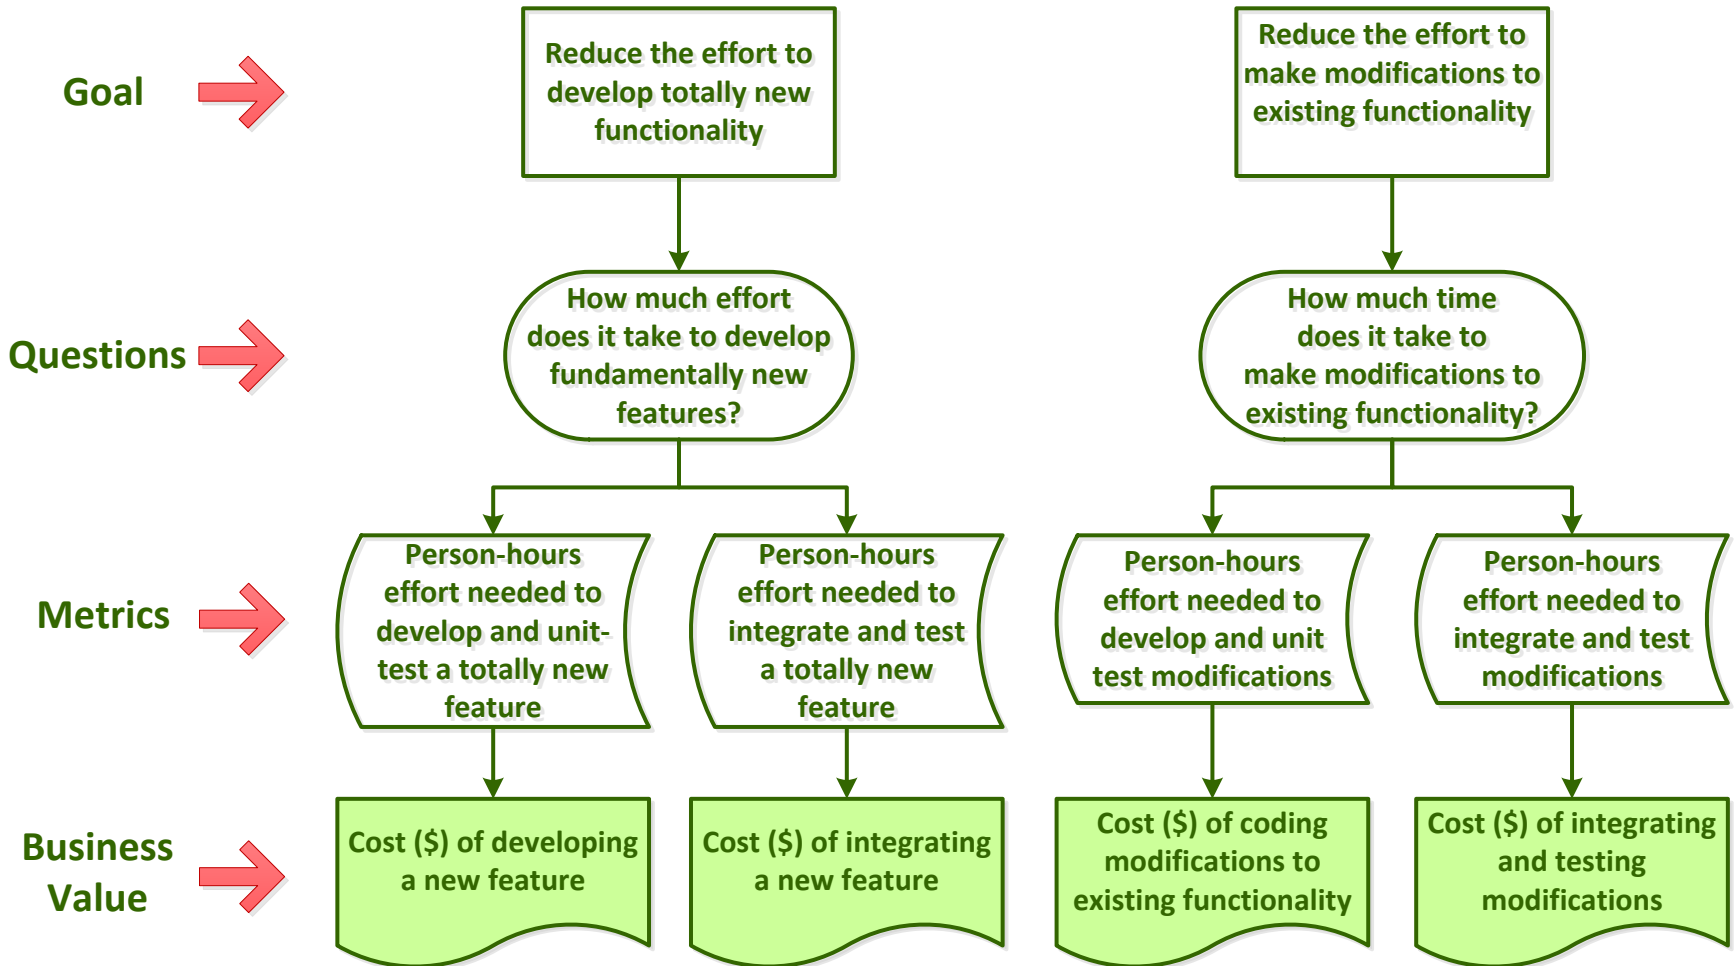 Goal
Reduce the effort to
develop totally new
functionality
Reduce the effort to
make modifications to
existing functionality
Questions
How much effort
does it take to develop
fundamentally new
features?
How much time
does it take to
make modifications to
existing functionality?
Metrics
Person-hours
effort needed to
develop and unit-
test a totally new
feature
Person-hours
effort needed to
integrate and test
a totally new
feature
Person-hours
effort needed to
develop and unit
test modifications
Person-hours
effort needed to
integrate and test
modifications
Business
Value
Cost ($) of developing
a new feature
Cost ($) of integrating
a new feature
Cost ($) of coding
modifications to
existing functionality
Cost ($) of integrating
and testing
modifications